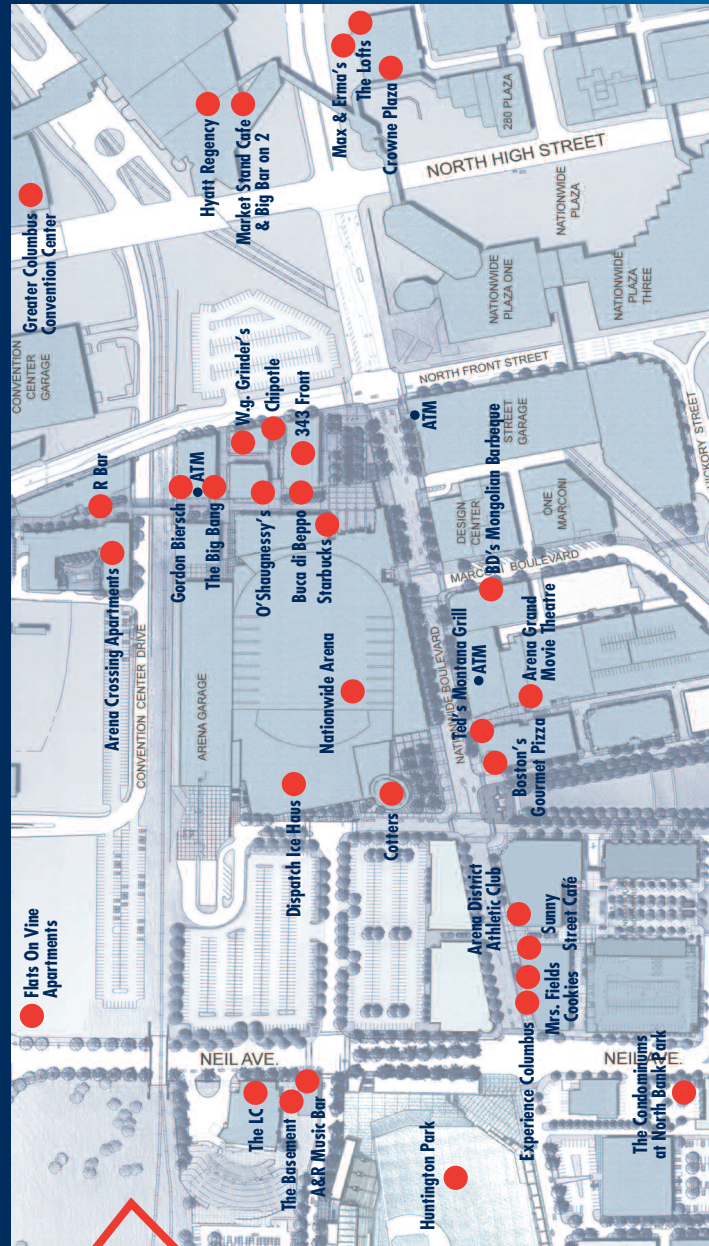 Max & Erma's
The Lofts
Crowne Plaza
280 PLAZA
Hyatt Regency
Market Stand Cafe
& Big Bar on 2
NORTH HIGH STREET
Greater Columbus
Convention Center
NATIONWIDE
PLAZA
NATIONWIDE
PLAZA ONE
NATIONWIDE
PLAZA
THREE
CONVENTION
CENTER
GARAGE
NORTH FRONT STREET
W.g. Grinder's
Chipotle
343 Front
ATM
STREET
GARAGE
HICKORY STREET
R Bar
Gordon Biersch
ATM
The Big Bang
O'Shaugnessy's
Buca di Beppo
Starbucks
DESIGN
CENTER
ONE
MARCONI
BD's Mongolian Barbeque
MARCONI BOULEVARD
Arena Crossing Apartments
CONVENTION CENTER DRIVE
ARENA GARAGE
Nationwide Arena
NATIONWIDE BOULEVARD
Ted's Montana Grill
ATM
Arena Grand
Movie Theatre
Boston's
Gourmet Pizza
Dispatch Ice Haus
Cotters
Arena District
Athletic Club
Sunny
Street Café
Mrs. Fields
Cookies
Experience Columbus
Flats On Vine
Apartments
NEIL AVE.
NEIL AVE.
The LC
The Basement
A&R Music Bar
Huntington Park
The Condominiums
at North Bank Park